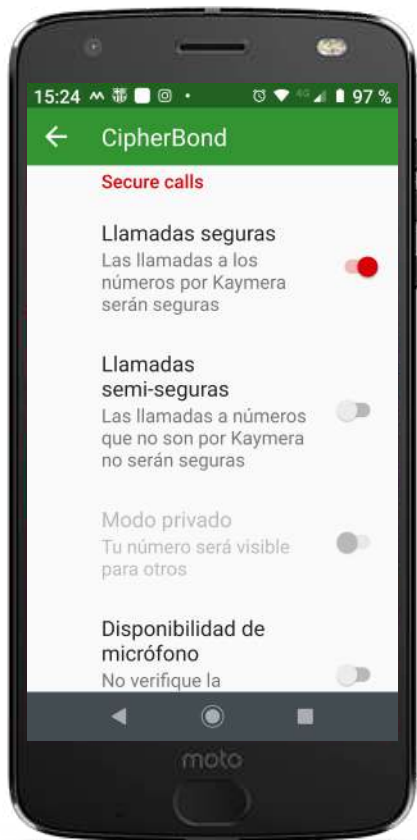 15:24 4G 97 %
CipherBond
Secure calls
Llamadas seguras
Las llamadas a los
números por Kaymera
serán seguras
Llamadas
semi-seguras
Las llamadas a números
que no son por Kaymera
no serán seguras
Modo privado
Tu número será visible
para otros
Disponibilidad de
micrófono
No verifique la
moto